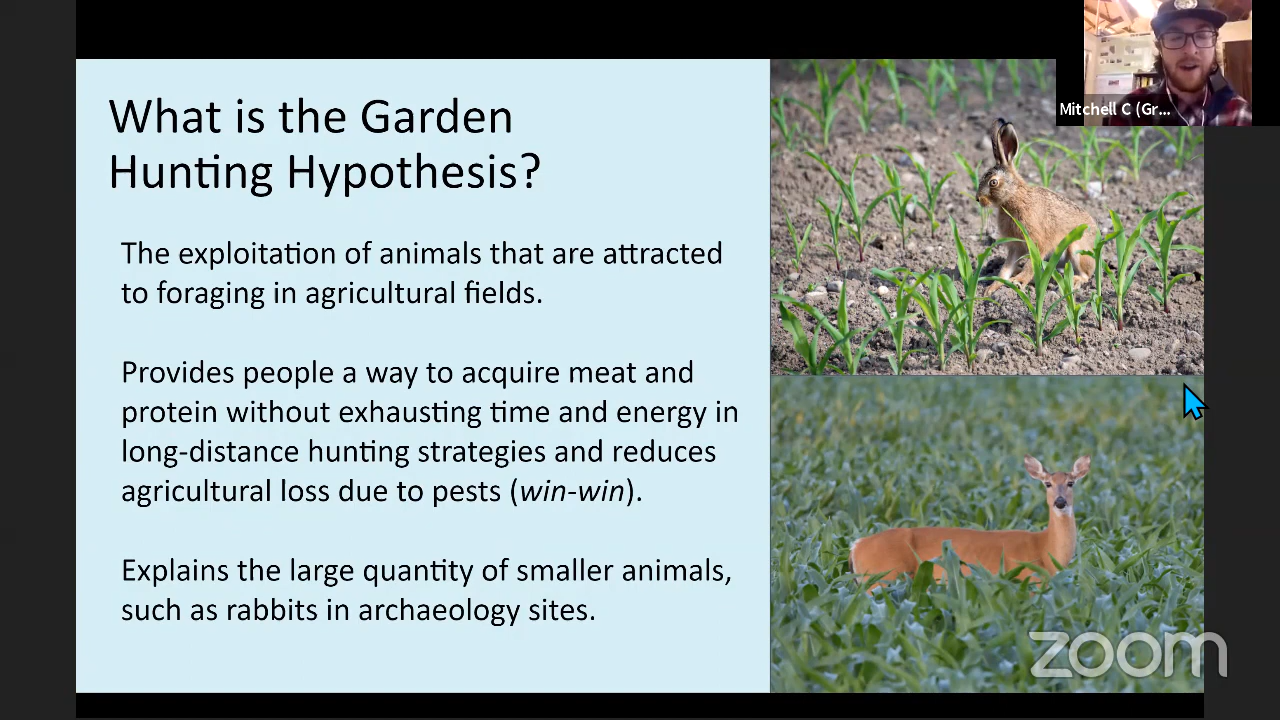 Mitchell C (Gr...
What is the Garden
Hunting Hypothesis?
The exploitation of animals that are attracted
to foraging in agricultural fields.
Provides people a way to acquire meat and
protein without exhausting time and energy in
long-distance hunting strategies and reduces
agricultural loss due to pests (win-win).
Explains the large quantity of smaller animals,
such as rabbits in archaeology sites.
zoom